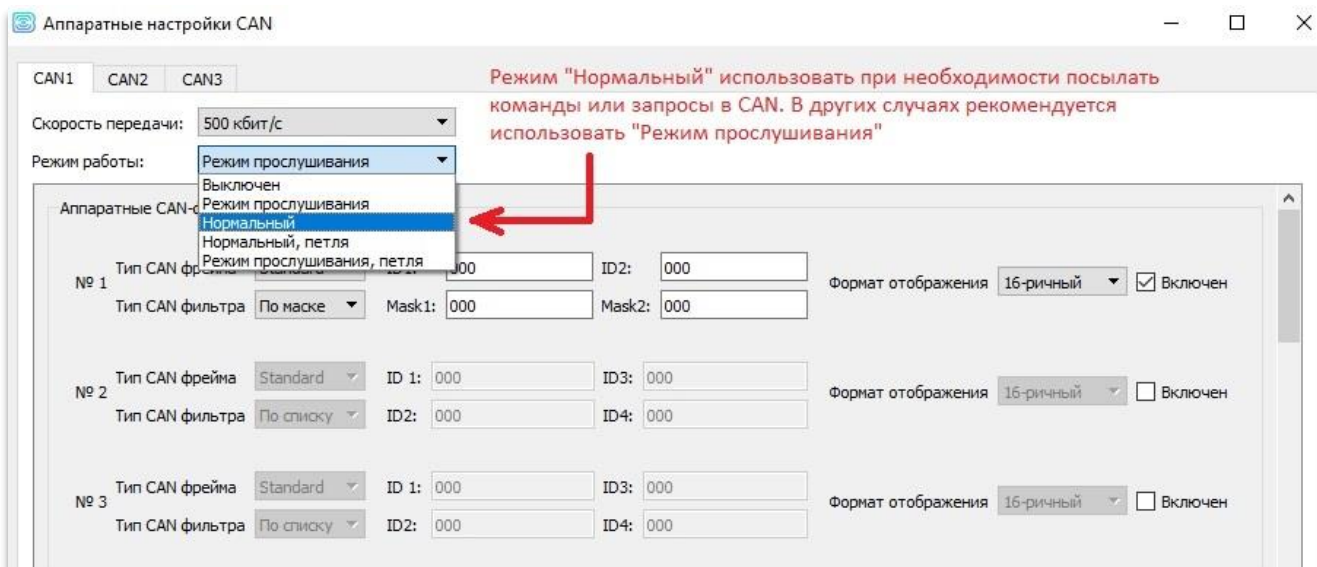 Аппаратные настройки CAN
CAN1 CAN2 CAN3
Режим "Нормальный" использовать при необходимости посылать
команды или запросы в CAN. В других случаях рекомендуется
использовать "Режим прослушивания"
Скорость передачи: 500 кбит/с
Режим работы: Режим прослушивания
Выключен
Режим прослушивания
Нормальный
Нормальный, петля
Режим прослушивания, петля
Аппаратные CAN-
№ 1
Тип CAN 000 ID2: 000
Тип CAN фильтра По маске Mask1: 000 Mask2: 000
Формат отображения 16-ричный Включен
№ 2
Тип CAN фрейма Standard ID 1: 000 ID3: 000
Тип CAN фильтра По списку ID2: 000 ID4: 000
Формат отображения 16-ричный Включен
№ 3
Тип CAN фрейма Standard ID 1: 000 ID3: 000
Тип CAN фильтра По списку ID2: 000 ID4: 000
Формат отображения 16-ричный Включен